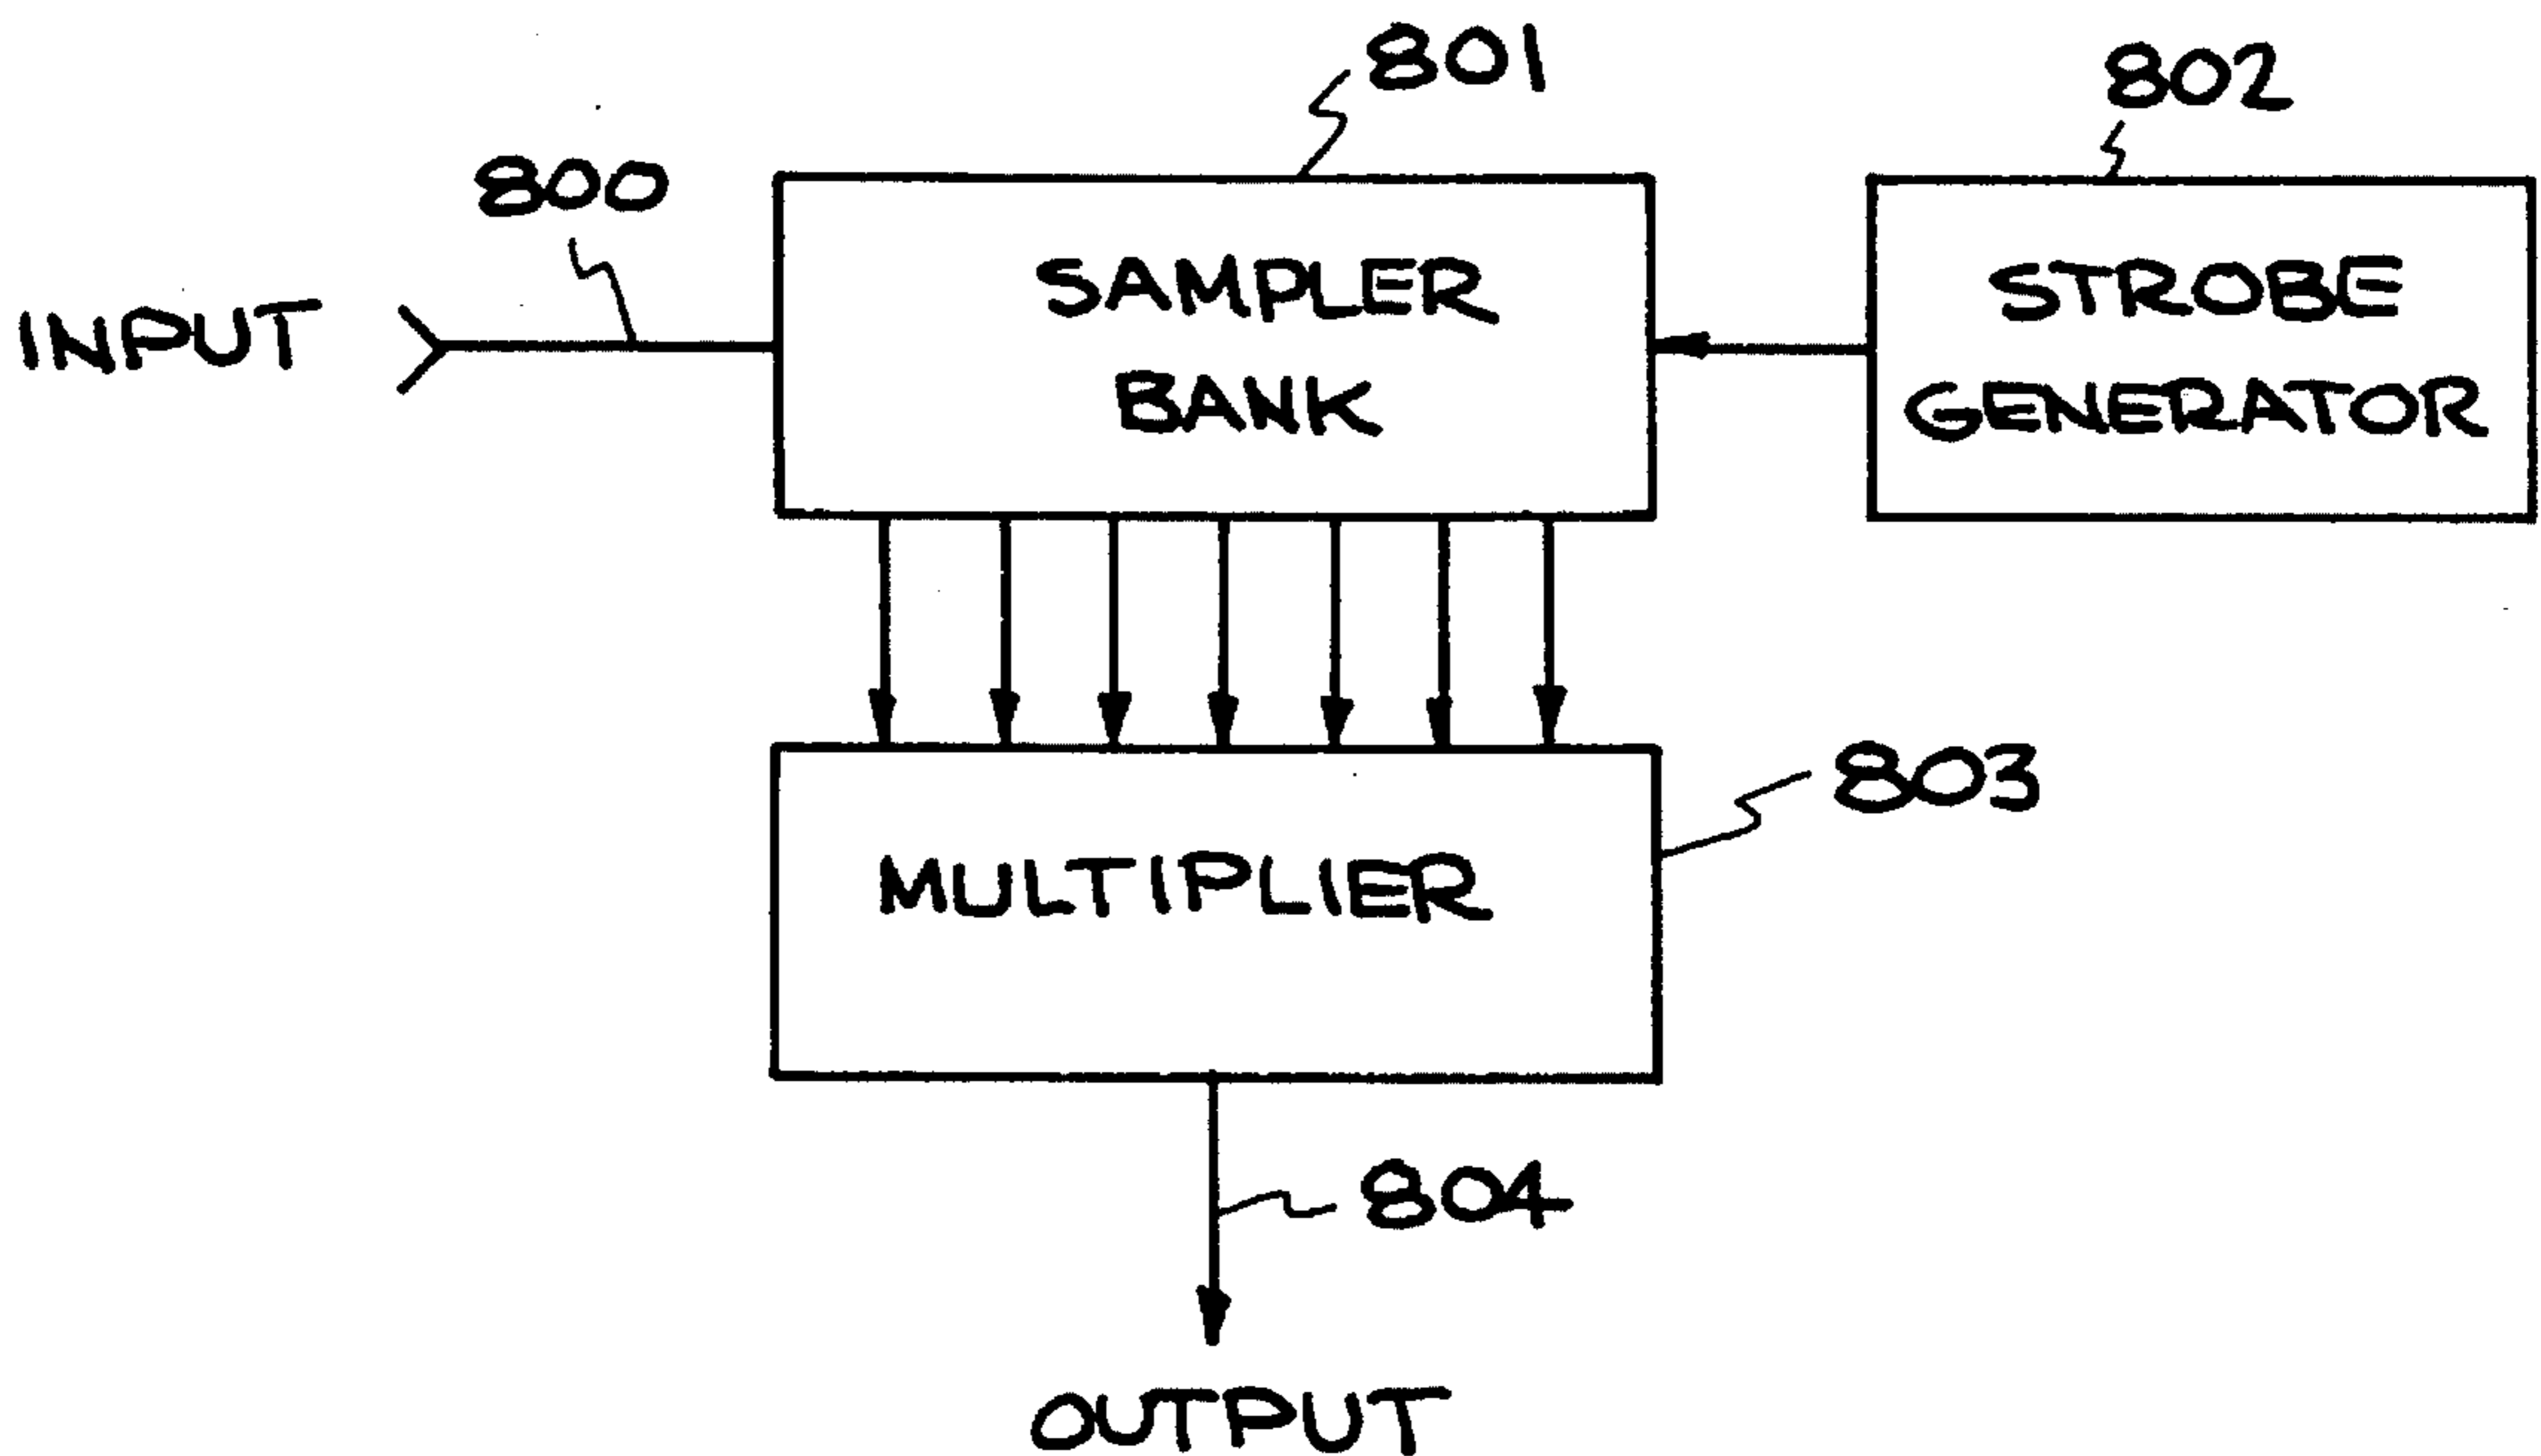 801
802
800
INPUT
SAMPLER
BANK
STROBE
GENERATOR
803
MULTIPLIER
804
OUTPUT